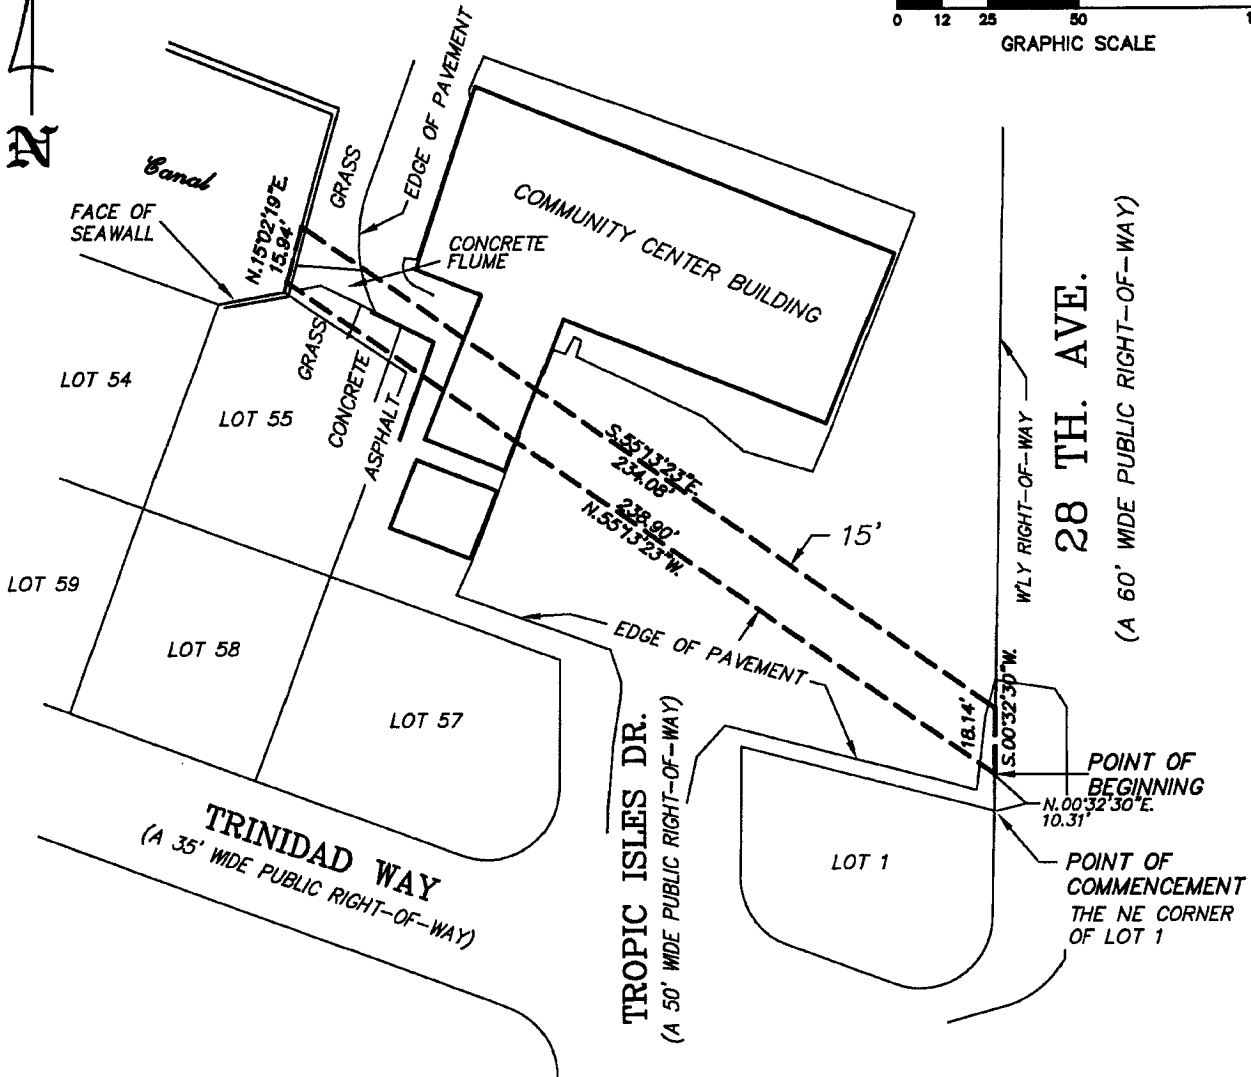 0 12 25 50
GRAPHIC SCALE
N
Canal
FACE OF
SEAWALL
N.15°02'19"E.
15.94'
GRASS
EDGE OF PAVEMENT
CONCRETE
FLUME
COMMUNITY CENTER BUILDING
28 TH. AVE.
(A 60' WIDE PUBLIC RIGHT-OF-WAY)
W'LY RIGHT-OF-WAY
LOT 54
LOT 55
GRASS
CONCRETE
ASPHALT
S.55°13'23"E.
234.08'
238.90'
N.55°13'23"W.
15'
LOT 59
LOT 58
LOT 57
EDGE OF PAVEMENT
18.14'
S.00°32'30"W.
POINT OF
BEGINNING
N.00°32'30"E.
10.31'
TRINIDAD WAY
(A 35' WIDE PUBLIC RIGHT-OF-WAY)
TROPIC ISLES DR.
(A 50' WIDE PUBLIC RIGHT-OF-WAY)
LOT 1
POINT OF
COMMENCEMENT
THE NE CORNER
OF LOT 1